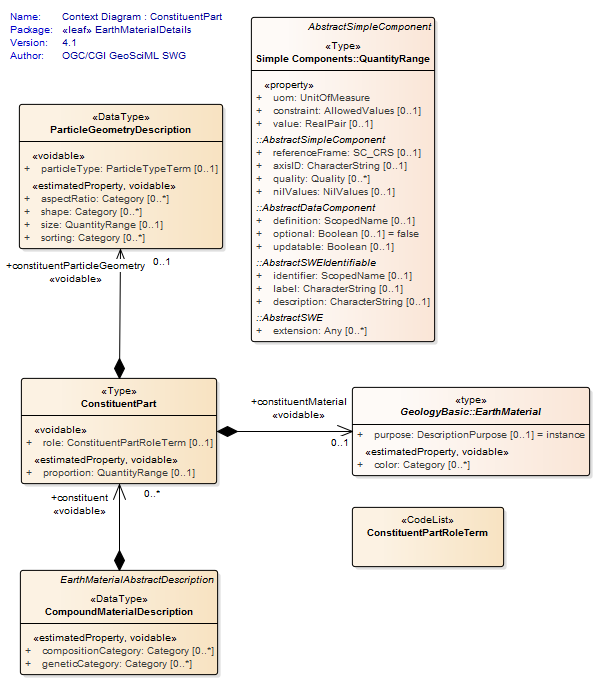 Name: Context Diagram : ConstituentPart
Package: «leaf» EarthMaterialDetails
Version: 4.1
Author: OGC/CGI GeoSciML SWG
AbstractSimpleComponent
«Type»
Simple Components::QuantityRange
«property»
+ uom: UnitOfMeasure
+ constraint: AllowedValues [0..1]
+ value: RealPair [0..1]
::AbstractSimpleComponent
+ referenceFrame: SC_CRS [0..1]
+ axisID: CharacterString [0..1]
+ quality: Quality [0..*]
+ nilValues: NilValues [0..1]
::AbstractDataComponent
+ definition: ScopedName [0..1]
+ optional: Boolean [0..1] = false
+ updatable: Boolean [0..1]
::AbstractSWEIdentifiable
+ identifier: ScopedName [0..1]
+ label: CharacterString [0..1]
+ description: CharacterString [0..1]
::AbstractSWE
+ extension: Any [0..*]
«DataType»
ParticleGeometryDescription
«voidable»
+ particleType: ParticleTypeTerm [0..1]
«estimatedProperty, voidable»
+ aspectRatio: Category [0..*]
+ shape: Category [0..*]
+ size: QuantityRange [0..1]
+ sorting: Category [0..*]
+constituentParticleGeometry 0..1
«voidable»
«Type»
ConstituentPart
«voidable»
+ role: ConstituentPartRoleTerm [0..1]
«estimatedProperty, voidable»
+ proportion: QuantityRange [0..1]
+constituentMaterial
«voidable»
0..1
«type»
GeologyBasic::EarthMaterial
+ purpose: DescriptionPurpose [0..1] = instance
«estimatedProperty, voidable»
+ color: Category [0..*]
+constituent 0..*
«voidable»
«CodeList»
ConstituentPartRoleTerm
EarthMaterialAbstractDescription
«DataType»
CompoundMaterialDescription
«estimatedProperty, voidable»
+ compositionCategory: Category [0..*]
+ geneticCategory: Category [0..*]